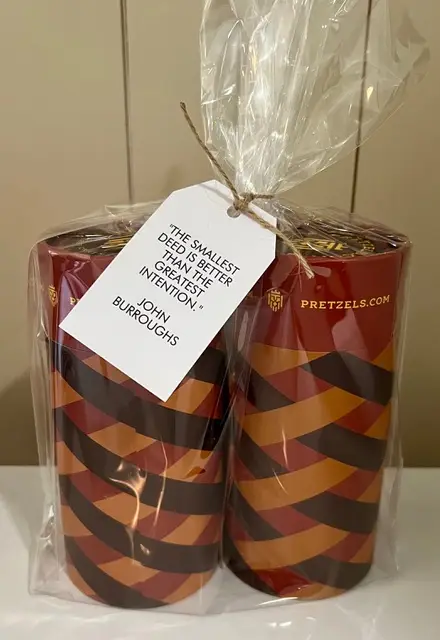 "THE SMALLEST
DEED IS BETTER
THAN THE
GREATEST
INTENTION."
JOHN
BURROUGHS
PRETZELS.COM